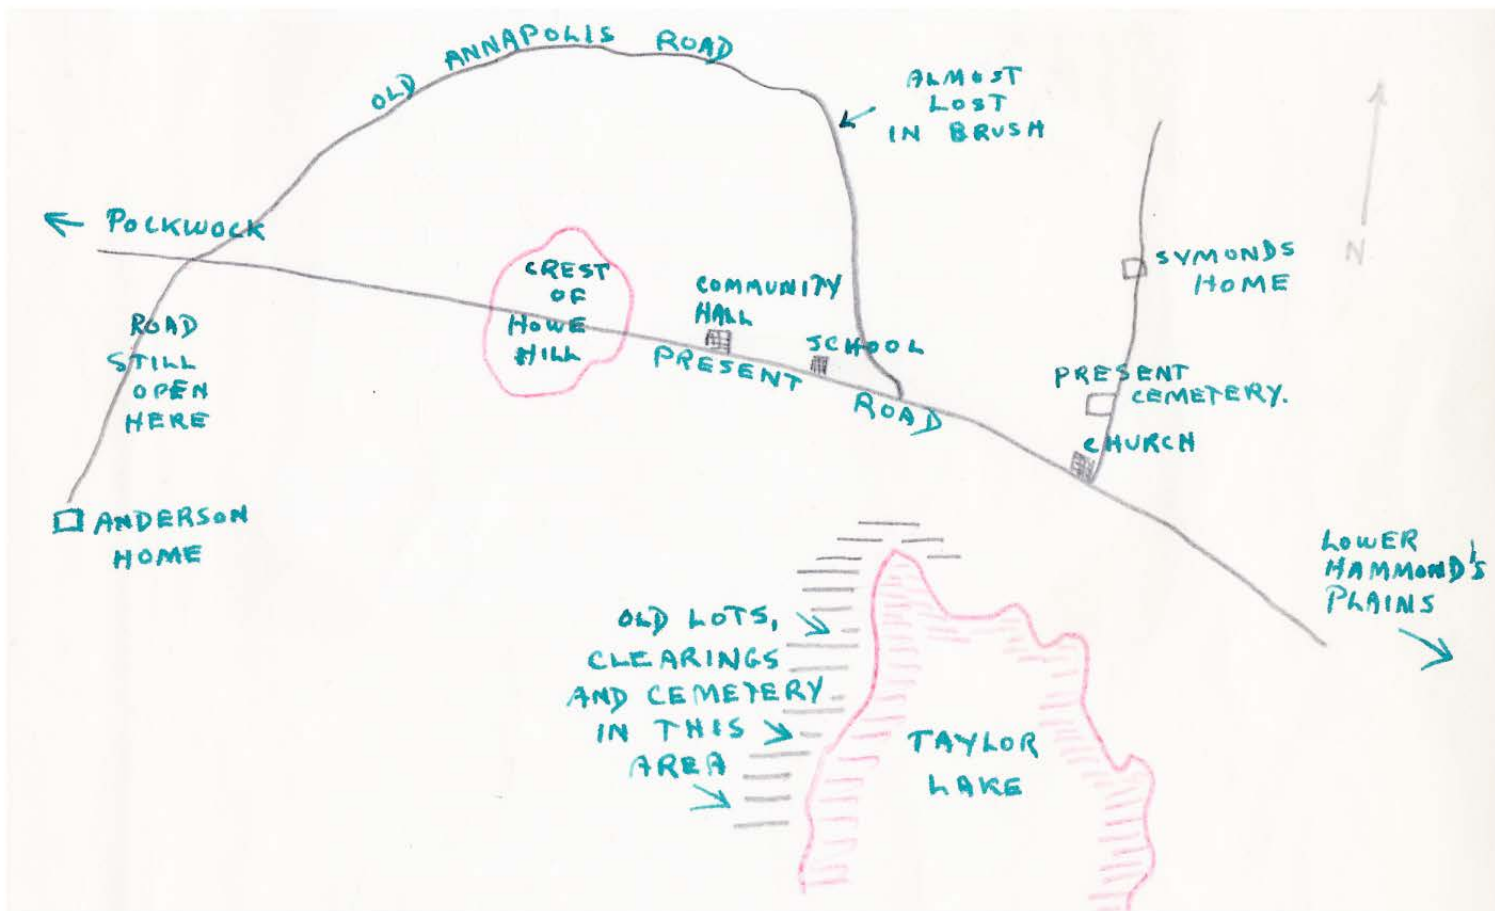 OLD ANNAPOLIS ROAD
ALMOST
LOST
IN BRUSH
POCKWOCK
N
SYMONDS
HOME
CREST
OF
HOWE
HILL
COMMUNITY
HALL
SCHOOL
PRESENT ROAD
ROAD
STILL
OPEN
HERE
PRESENT
CEMETERY.
CHURCH
ANDERSON
HOME
LOWER
HAMMOND'S
PLAINS
OLD LOTS,
CLEARINGS
AND CEMETERY
IN THIS
AREA
TAYLOR
LAKE